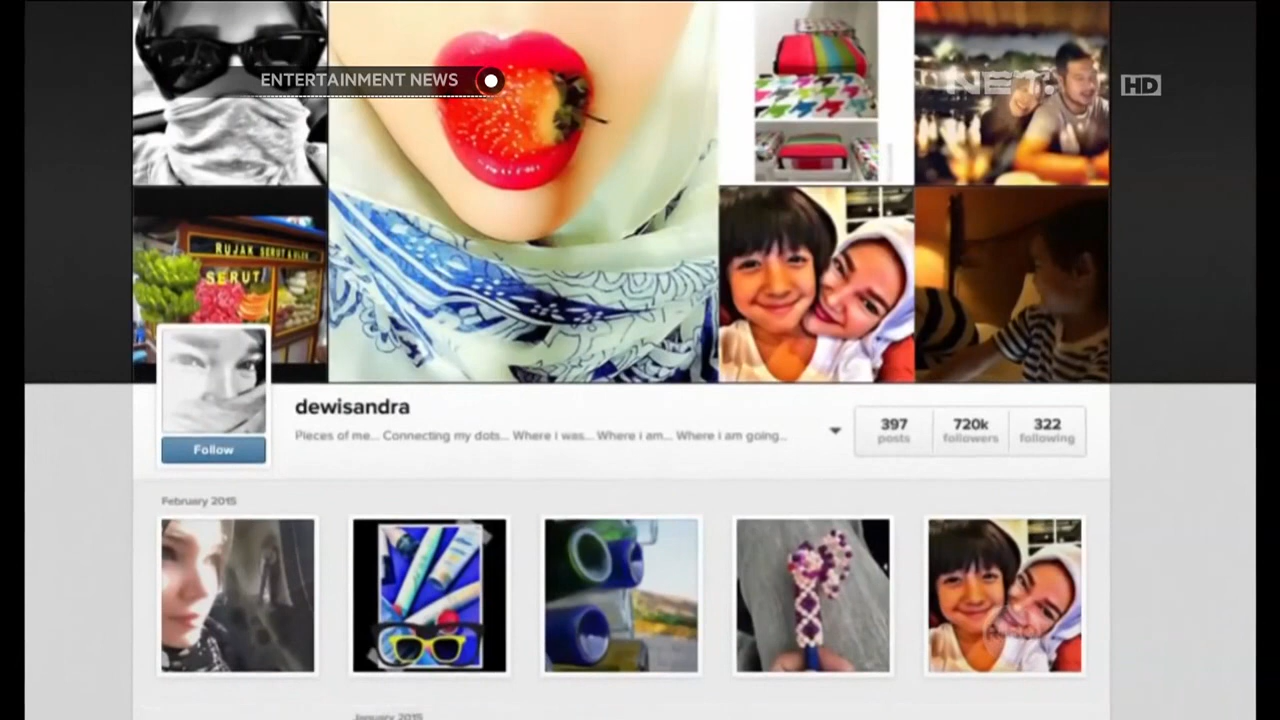 ENTERTAINMENT NEWS
NET.
HD
RUJAK SERUT & ULEK
SERUT
dewisandra
Pieces of me... Connecting my dots... Where i was... Where i am... Where i am going...
397
posts
720k
followers
322
following
Follow
February 2015
January 2015